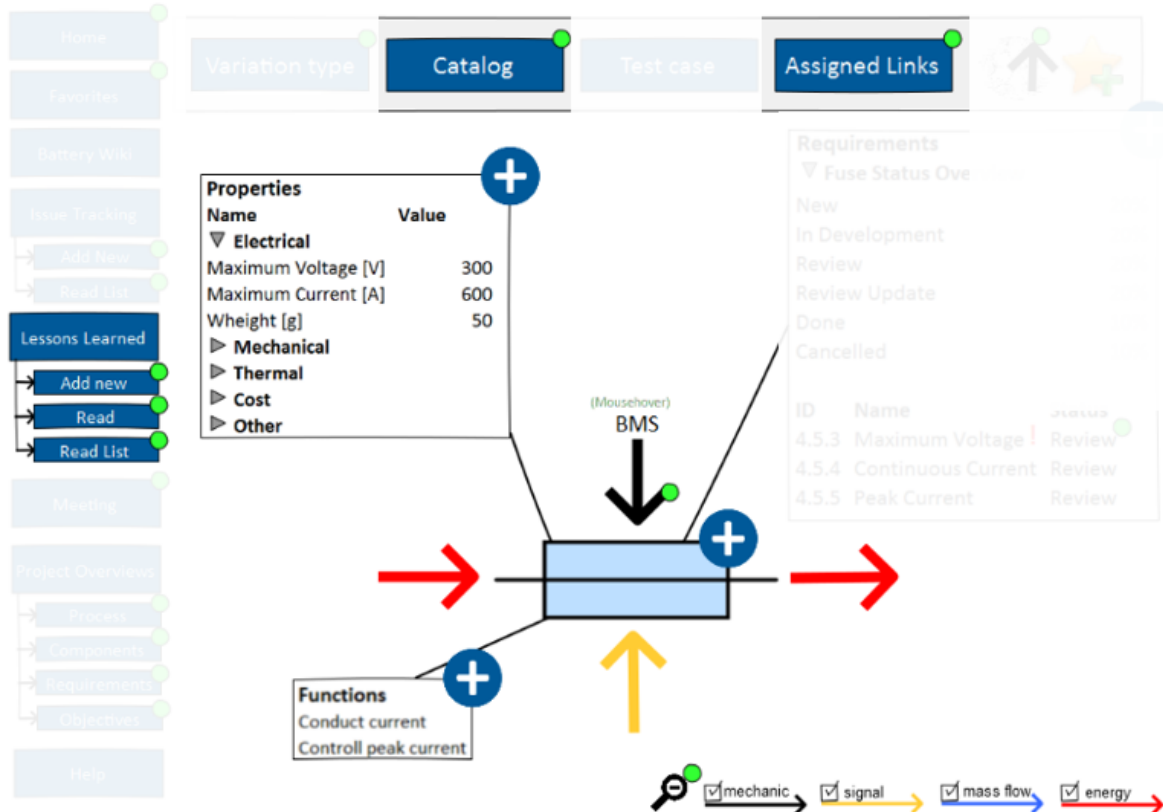 Home
Favorites
Battery Wiki
Issue Tracking
Add New
Read List
Lessons Learned
Add new
Read
Read List
Meeting
Project Overviews
Process
Components
Requirements
Objectives
Help
Variation type
Catalog
Test case
Assigned Links
Properties
Name Value
Electrical
Maximum Voltage [V] 300
Maximum Current [A] 600
Wheight [g] 50
Mechanical
Thermal
Cost
Other
(Mousehover)
BMS
Requirements
Fuse Status Ove
New
In Development
Review
Review Update
Done
Cancelled
ID Name Status
4.5.3 Maximum Voltage ! Review
4.5.4 Continuous Current Review
4.5.5 Peak Current Review
Functions
Conduct current
Controll peak current
mechanic signal mass flow energy